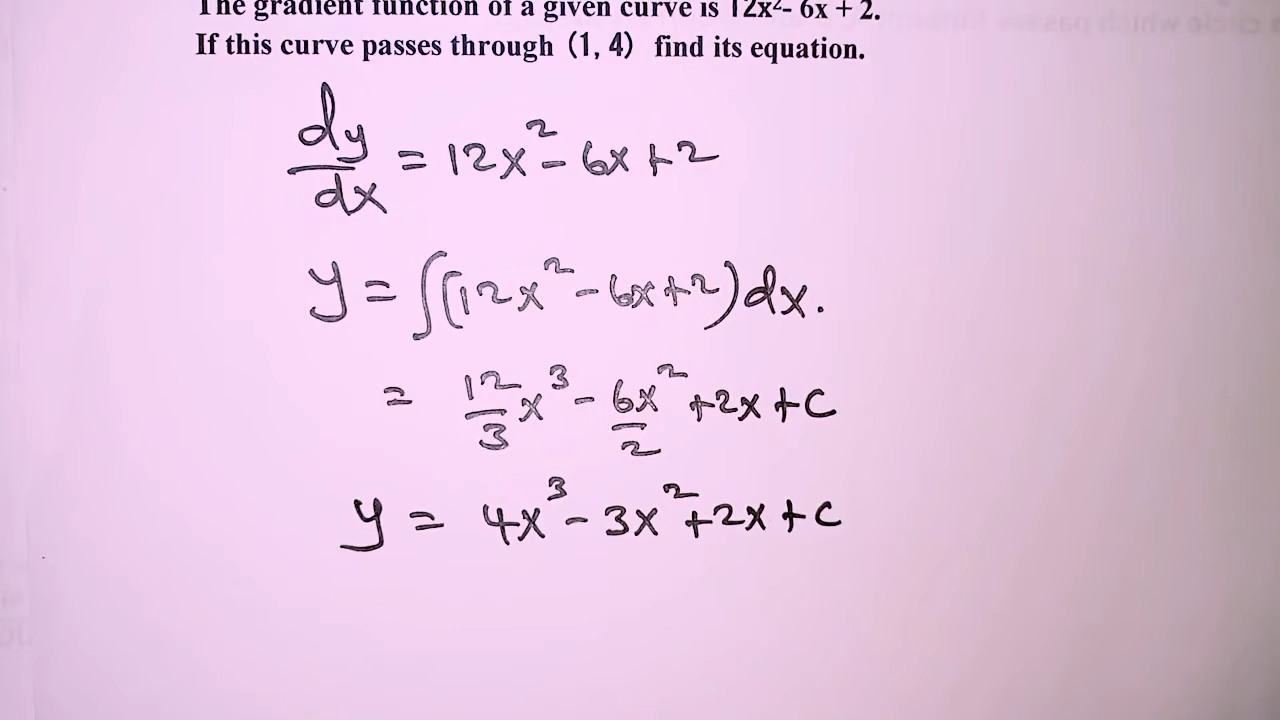 The gradient function of a given curve is 12x² - 6x + 2.
If this curve passes through (1, 4) find its equation.
dy/dx = 12x² - 6x + 2
y = ∫(12x² - 6x + 2)dx.
= 12/3 x³ - 6x²/2 + 2x + c
y = 4x³ - 3x² + 2x + c